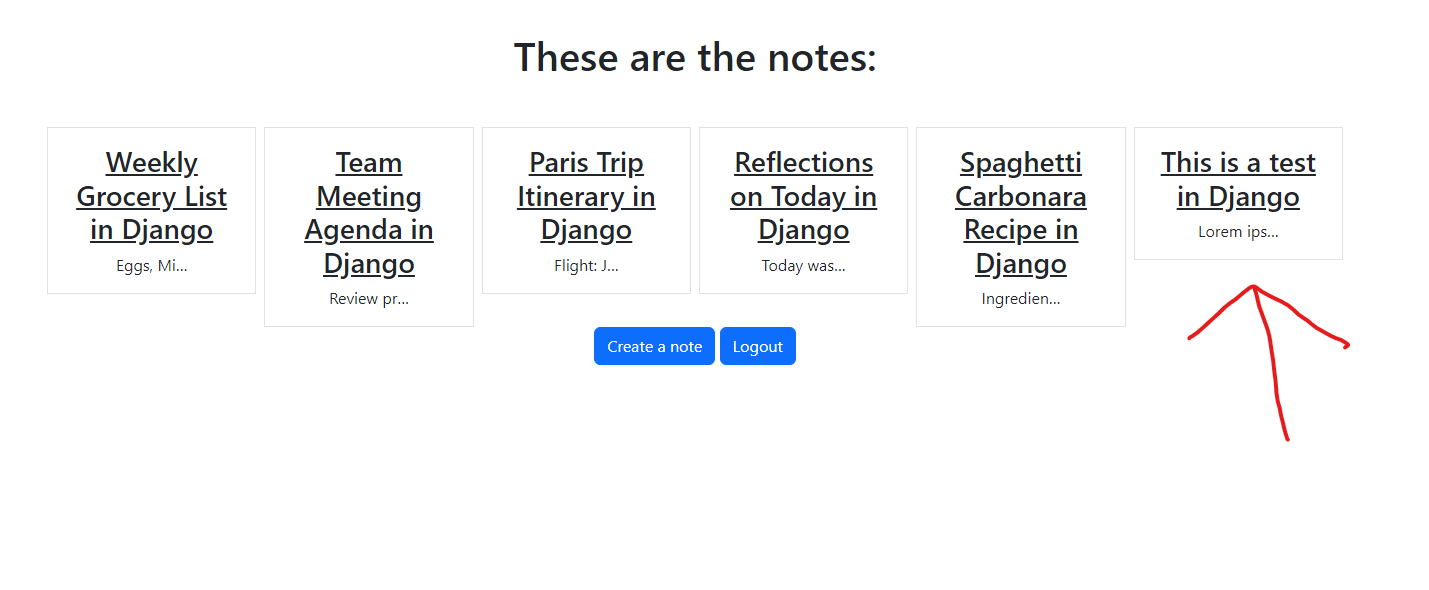 These are the notes:
Weekly
Grocery List
in Django
Eggs, Mi...
Team
Meeting
Agenda in
Django
Review pr...
Paris Trip
Itinerary in
Django
Flight: J...
Reflections
on Today in
Django
Today was...
Spaghetti
Carbonara
Recipe in
Django
Ingredien...
This is a test
in Django
Lorem ips...
Create a note
Logout